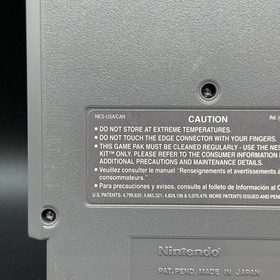 NES-USA/CAN
CAUTION
• DO NOT STORE AT EXTREME TEMPERATURES.
• DO NOT TOUCH THE EDGE CONNECTOR WITH YOUR FINGERS.
• THIS GAME PAK MUST BE CLEANED REGULARLY - USE THE NES
KIT™ ONLY. PLEASE REFER TO THE CONSUMER INFORMATION
ADDITIONAL PRECAUTIONS AND MAINTENANCE DETAILS.
• Veuillez consulter le manuel "Renseignements et avertissements
consommateurs."
• Para precauciones y avisos, consulte al folleto de Información al
U.S. PATENTS. 4,799,635, 4,865,321, 4,824,106 & 5,070,479. MORE PATENTS ISSUED AND
Nintendo
PAT. PEND. MADE IN JAPAN